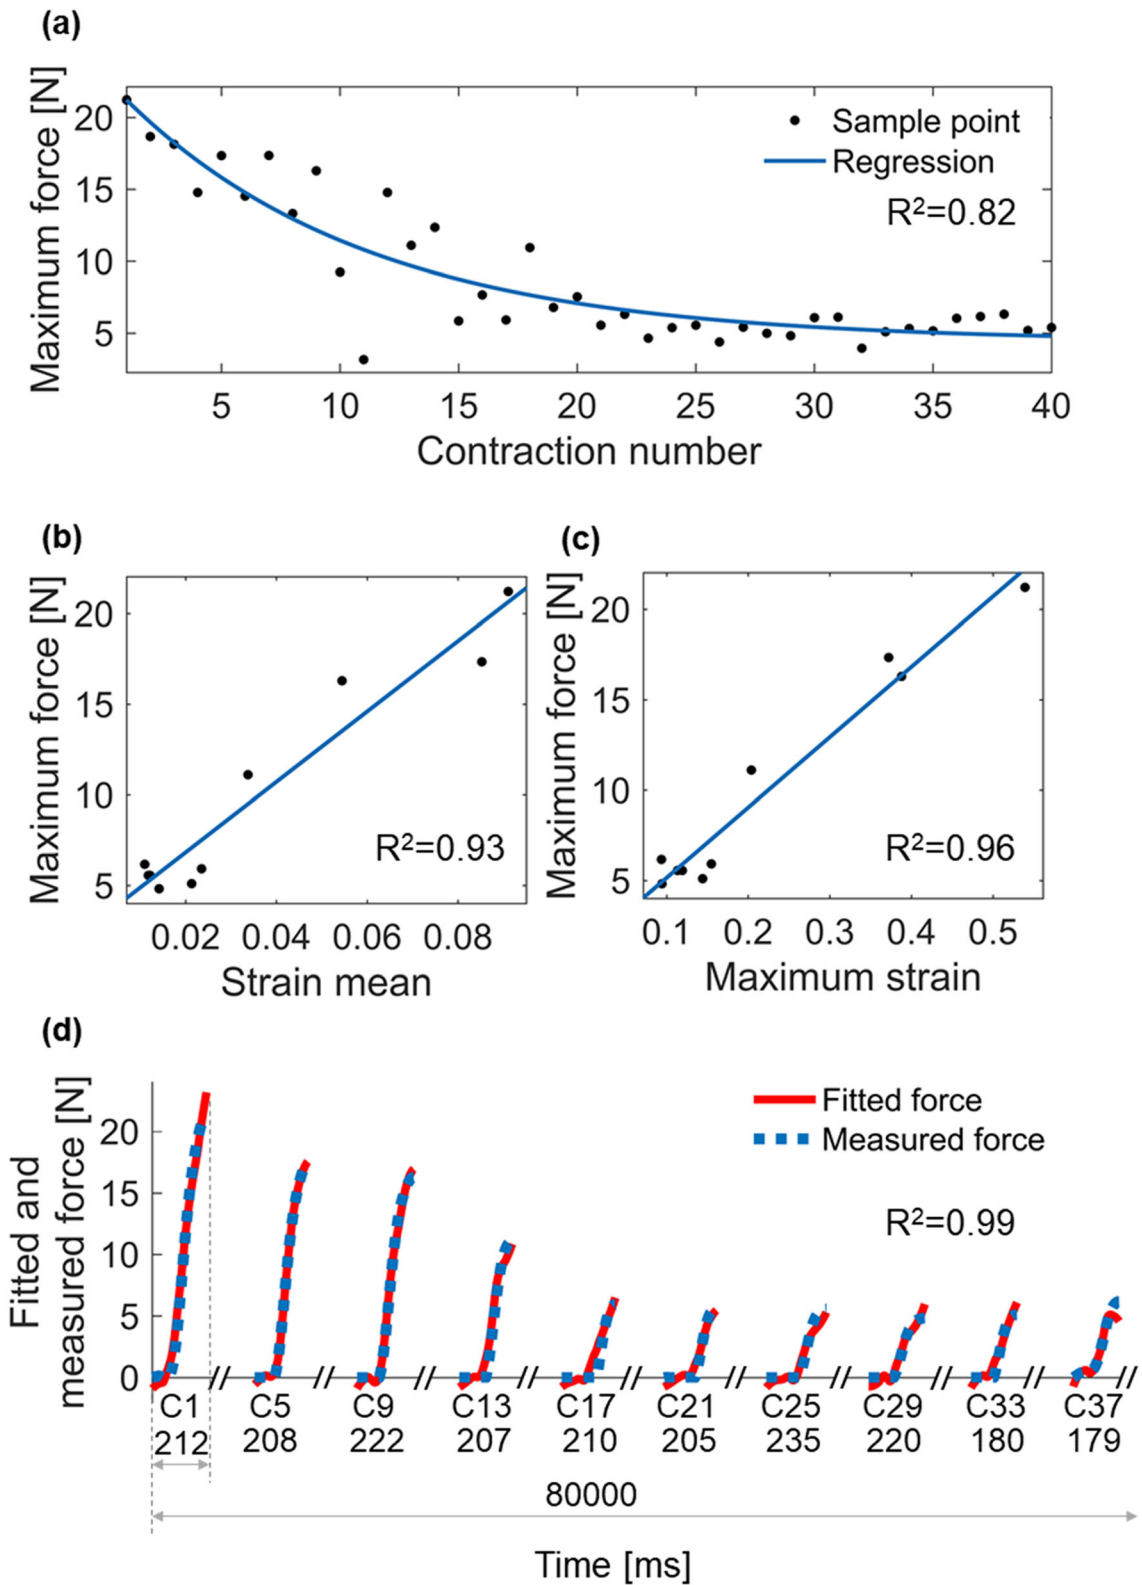 (a)
Maximum force [N]
20
15
10
5
Sample point
Regression
R²=0.82
5 10 15 20 25 30 35 40
Contraction number
(b)
Maximum force [N]
20
15
10
5
R²=0.93
0.02 0.04 0.06 0.08
Strain mean
(c)
Maximum force [N]
20
15
10
5
R²=0.96
0.1 0.2 0.3 0.4 0.5
Maximum strain
(d)
Fitted and
measured force [N]
20
15
10
5
0
Fitted force
Measured force
R²=0.99
// // // // // // // // // //
C1 C5 C9 C13 C17 C21 C25 C29 C33 C37
212 208 222 207 210 205 235 220 180 179
80000
Time [ms]